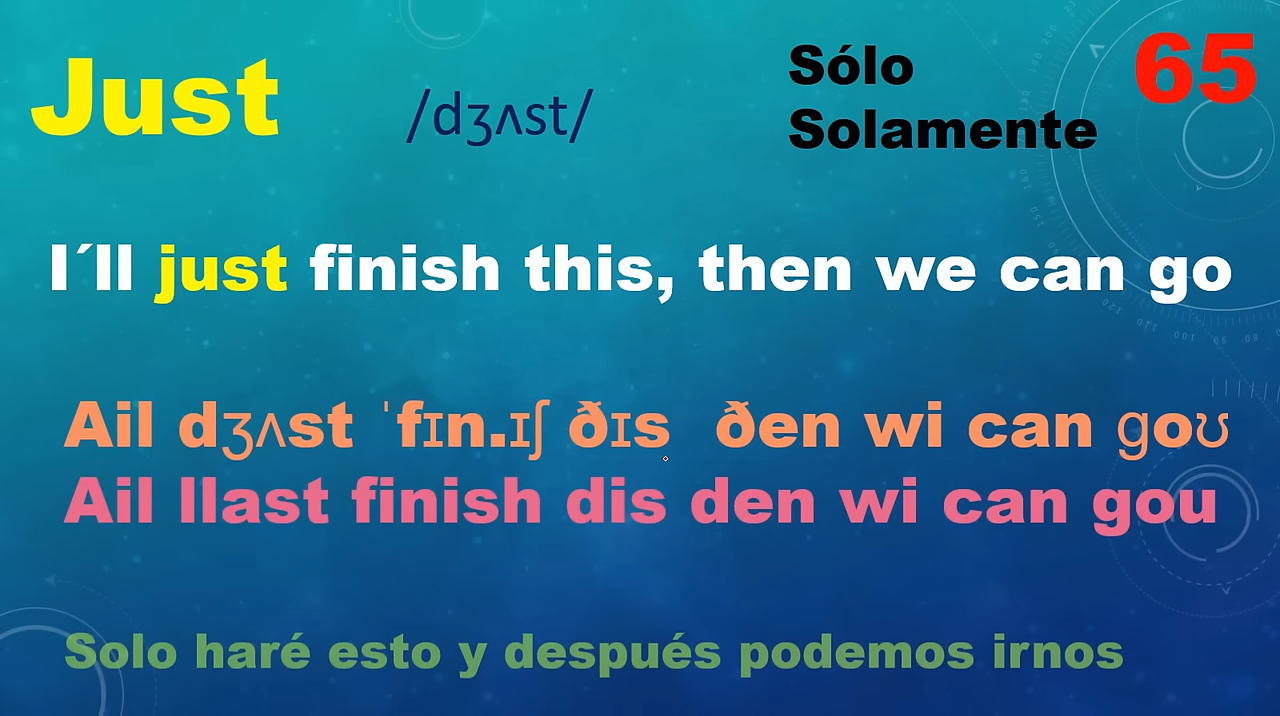 Just /dʒʌst/ Sólo 65
Solamente
I´ll just finish this, then we can go
Ail dʒʌst ˈfɪn.ɪʃ ðɪs ðen wi can goʊ
Ail llast finish dis den wi can gou
Solo haré esto y después podemos irnos